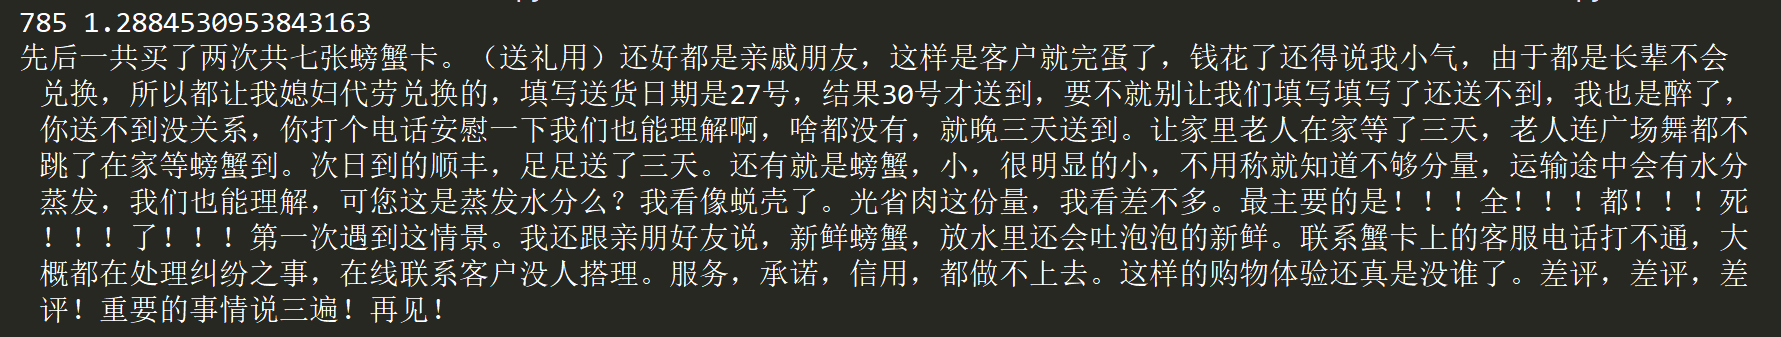 785 1.2884530953843163
先后一共买了两次共七张螃蟹卡。（送礼用）还好都是亲戚朋友，这样是客户就完蛋了，钱花了还得说我小气，由于都是长辈不会
兑换，所以都让我媳妇代劳兑换的，填写送货日期是27号，结果30号才送到，要不就别让我们填写填写了还送不到，我也是醉了，
你送不到没关系，你打个电话安慰一下我们也能理解啊，啥都没有，就晚三天送到。让家里老人在家等了三天，老人连广场舞都不
跳了在家等螃蟹到。次日到的顺丰，足足送了三天。还有就是螃蟹，小，很明显的小，不用称就知道不够分量，运输途中会有水分
蒸发，我们也能理解，可您这是蒸发水分么？我看像蜕壳了。光省肉这份量，我看差不多。最主要的是！！！全！！！都！！！死
！！！了！！！第一次遇到这情景。我还跟亲朋好友说，新鲜螃蟹，放水里还会吐泡泡的新鲜。联系蟹卡上的客服电话打不通，大
概都在处理纠纷之事，在线联系客户没人搭理。服务，承诺，信用，都做不上去。这样的购物体验还真是没谁了。差评，差评，差
评！重要的事情说三遍！再见！